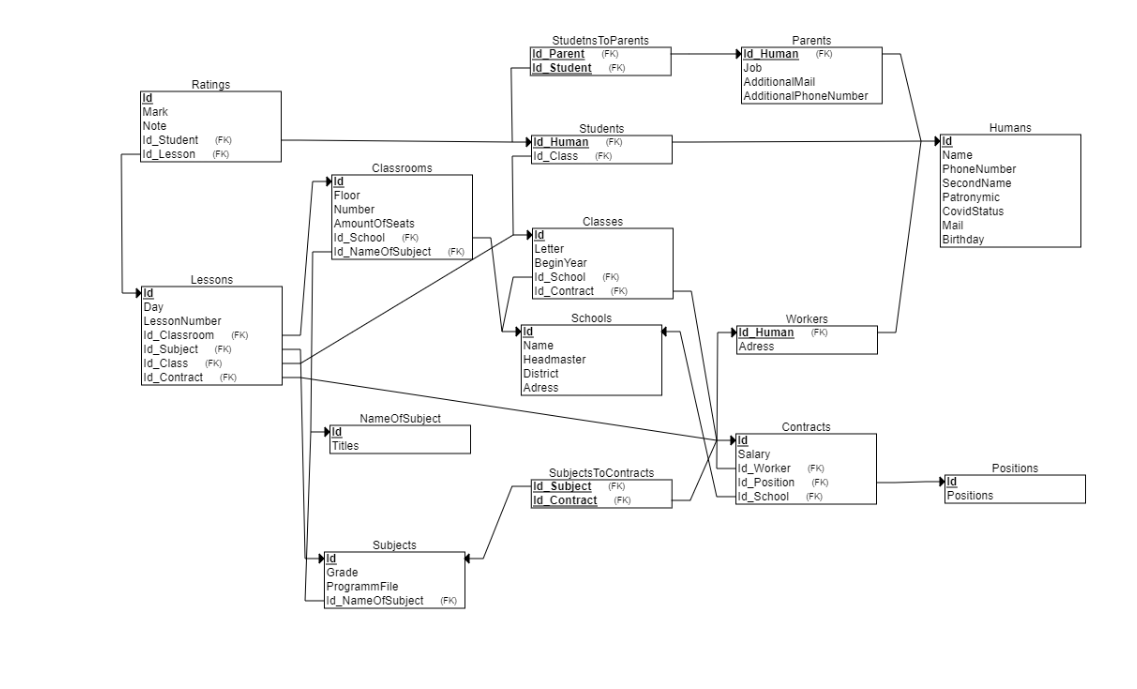 StudetnsToParents
Id_Parent (FK)
Id_Student (FK)
Parents
Id_Human (FK)
Job
AdditionalMail
AdditionalPhoneNumber
Ratings
Id
Mark
Note
Id_Student (FK)
Id_Lesson (FK)
Students
Id_Human (FK)
Id_Class (FK)
Humans
Id
Name
PhoneNumber
SecondName
Patronymic
CovidStatus
Mail
Birthday
Classrooms
Id
Floor
Number
AmountOfSeats
Id_School (FK)
Id_NameOfSubject (FK)
Classes
Id
Letter
BeginYear
Id_School (FK)
Id_Contract (FK)
Lessons
Id
Day
LessonNumber
Id_Classroom (FK)
Id_Subject (FK)
Id_Class (FK)
Id_Contract (FK)
Schools
Id
Name
Headmaster
District
Adress
Workers
Id_Human (FK)
Adress
NameOfSubject
Id
Titles
Contracts
Id
Salary
Id_Worker (FK)
Id_Position (FK)
Id_School (FK)
SubjectsToContracts
Id_Subject (FK)
Id_Contract (FK)
Positions
Id
Positions
Subjects
Id
Grade
ProgrammFile
Id_NameOfSubject (FK)